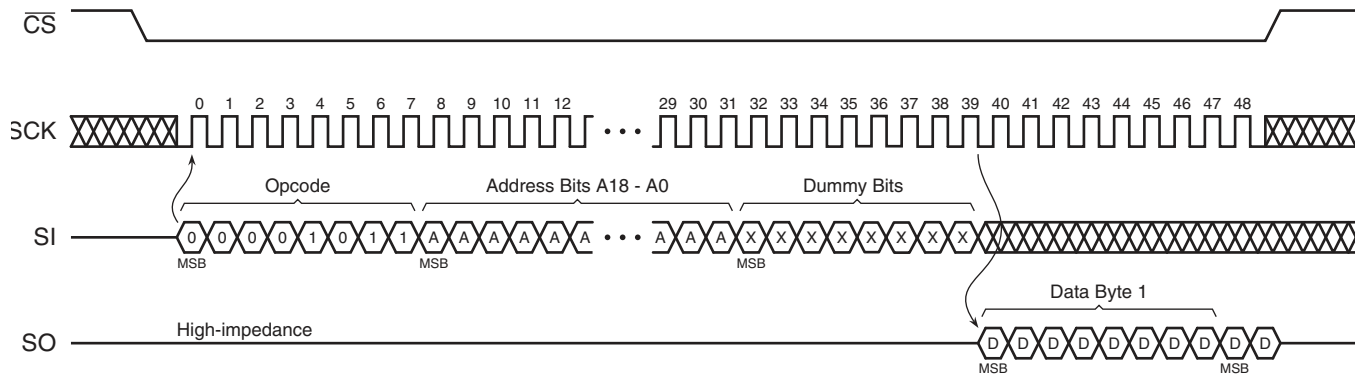 CS
0 1 2 3 4 5 6 7 8 9 10 11 12 29 30 31 32 33 34 35 36 37 38 39 40 41 42 43 44 45 46 47 48
SCK
Opcode Address Bits A18 - A0 Dummy Bits
SI 0 0 0 0 1 0 1 1 A A A A A A A A A X X X X X X X X
MSB MSB MSB
Data Byte 1
High-impedance
SO D D D D D D D D D D
MSB MSB